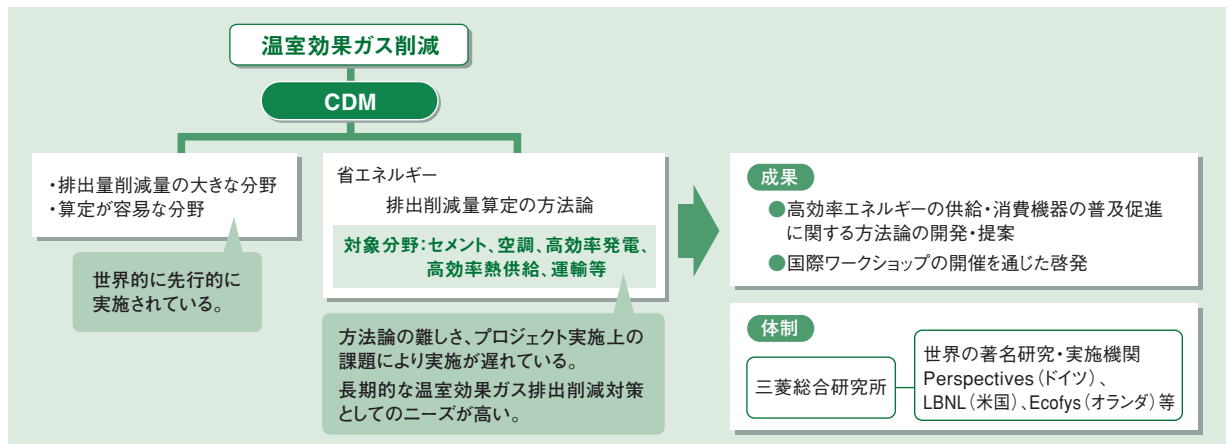 温室効果ガス削減
CDM
・排出量削減量の大きな分野
・算定が容易な分野
世界的に先行的に
実施されている。
省エネルギー
排出削減量算定の方法論
対象分野:セメント、空調、高効率発電、
高効率熱供給、運輸等
方法論の難しさ、プロジェクト実施上の
課題により実施が遅れている。
長期的な温室効果ガス排出削減対策
としてのニーズが高い。
成果
●高効率エネルギーの供給・消費機器の普及促進
に関する方法論の開発・提案
●国際ワークショップの開催を通じた啓発
体制
三菱総合研究所
世界の著名研究・実施機関
Perspectives(ドイツ)、
LBNL(米国)、Ecofys(オランダ)等